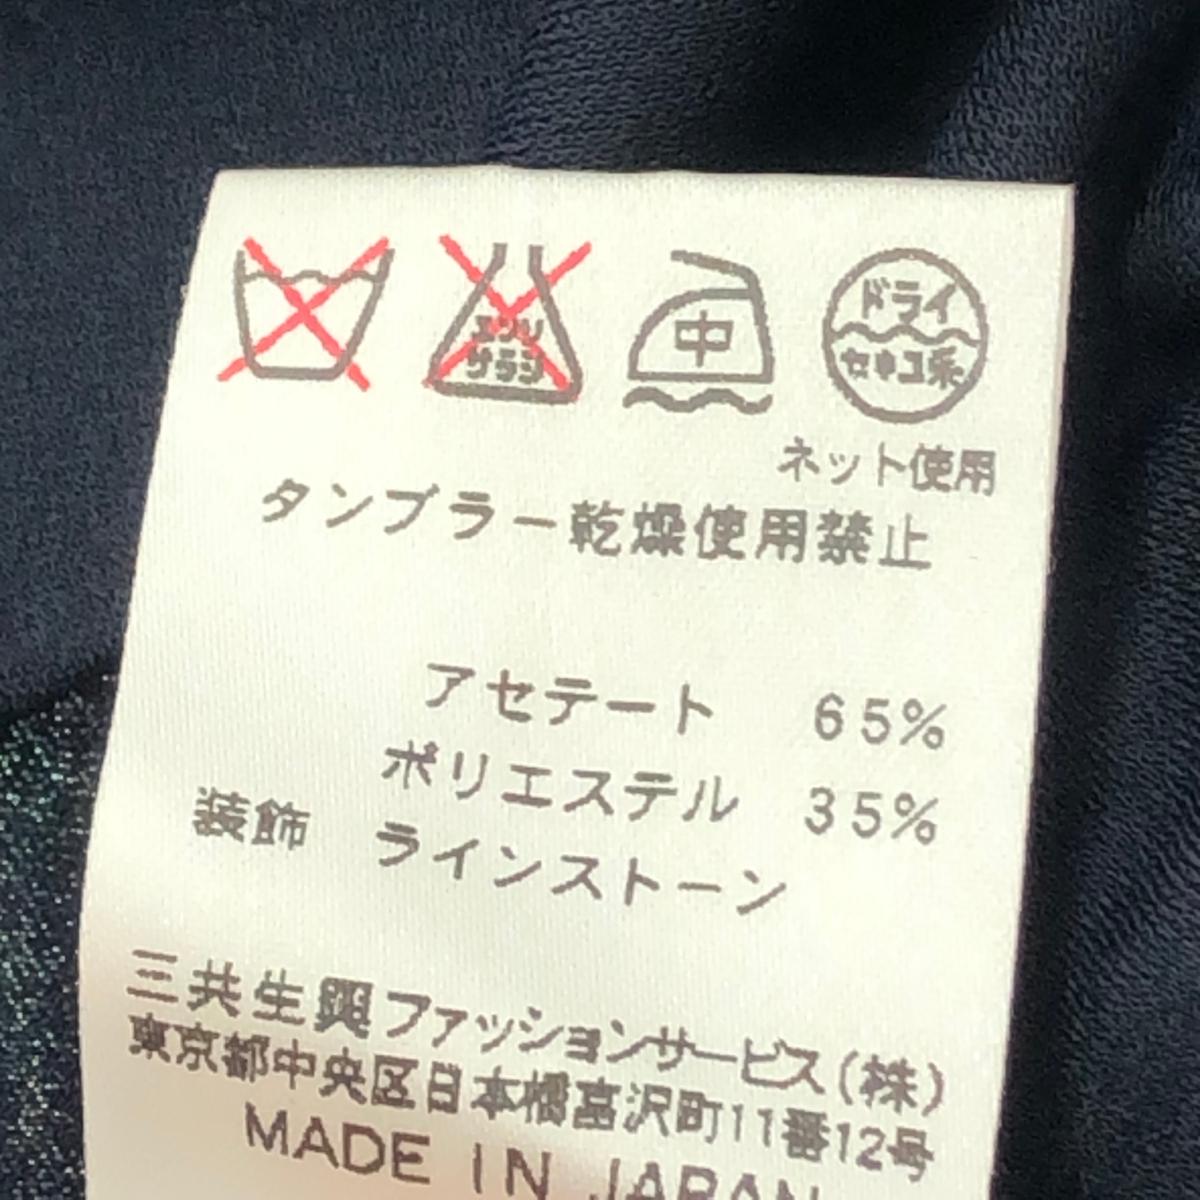 エンソ
サラシ
中
ドライ
セキユ系
ネット使用
タンブラー乾燥使用禁止
アセテート 65%
ポリエステル 35%
装飾 ラインストーン
三共生興ファッションサービス(株)
東京都中央区日本橋富沢町11番12号
MADE IN JAPAN